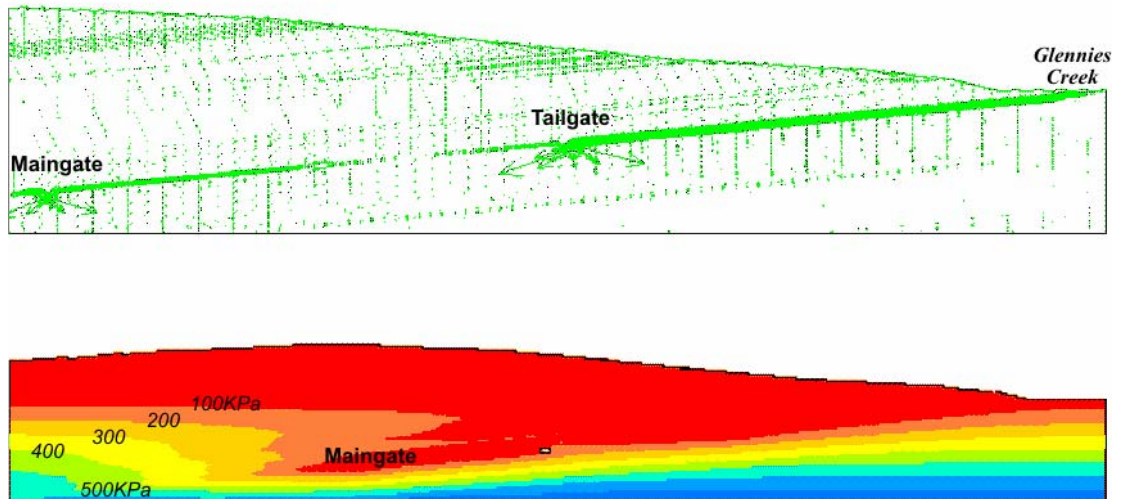 Glennies
Creek
Tailgate
Maingate
100KPa
200
300
400
Maingate
500KPa